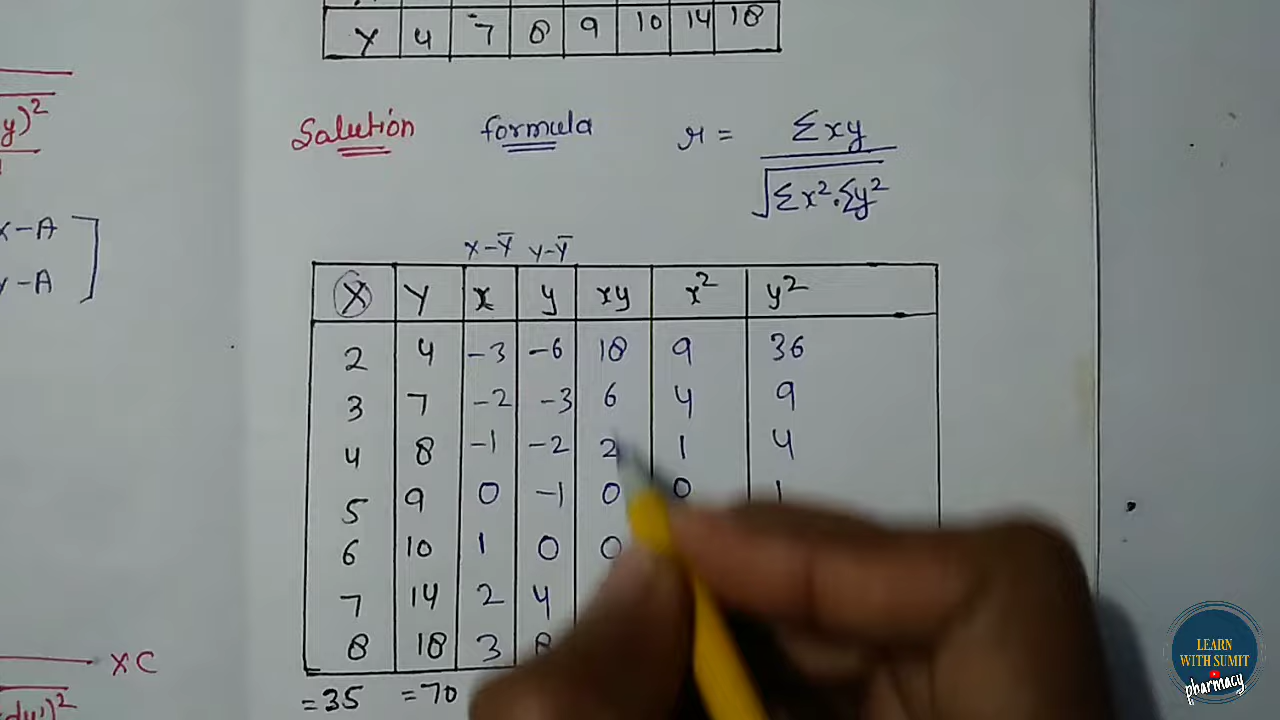 Y 4 7 8 9 10 14 18
y)²
Solution formula r = Σxy
√Σx².Σy²
X-A
Y-A
X-Y̅ Y-Y̅
X Y x y xy x² y²
2 4 -3 -6 18 9 36
3 7 -2 -3 6 4 9
4 8 -1 -2 2 1 4
5 9 0 -1 0 0 1
6 10 1 0 0
7 14 2 4
8 18 3 8
=35 =70
XC
LEARN
WITH SUMIT
pharmacy